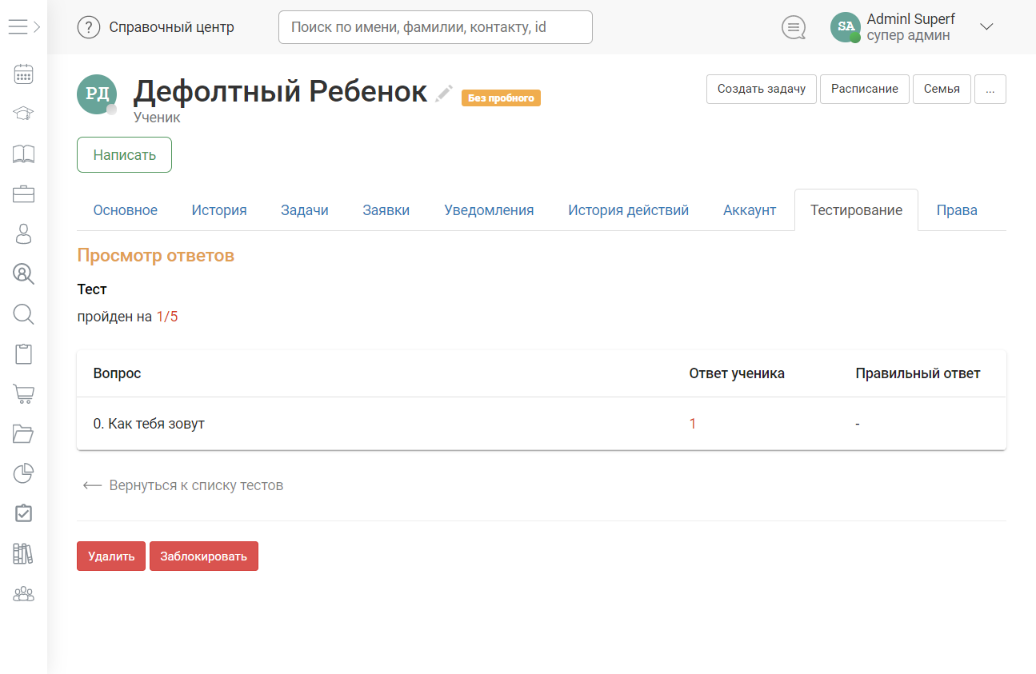 ? Справочный центр
Поиск по имени, фамилии, контакту, id
SA
AdminI Superf
супер админ
РД
Дефолтный Ребенок
Без пробного
Ученик
Создать задачу
Расписание
Семья
...
Написать
Основное
История
Задачи
Заявки
Уведомления
История действий
Аккаунт
Тестирование
Права
Просмотр ответов
Тест
пройден на 1/5
Вопрос
Ответ ученика
Правильный ответ
0. Как тебя зовут
1
-
Вернуться к списку тестов
Удалить
Заблокировать